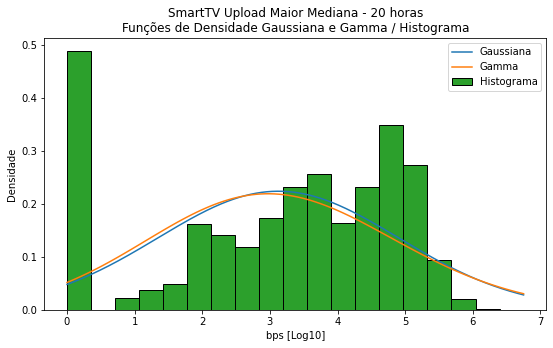 SmartTV Upload Maior Mediana - 20 horas
Funções de Densidade Gaussiana e Gamma / Histograma
Gaussiana
Gamma
Histograma
Densidade
0.5
0.4
0.3
0.2
0.1
0.0
0 1 2 3 4 5 6 7
bps [Log10]